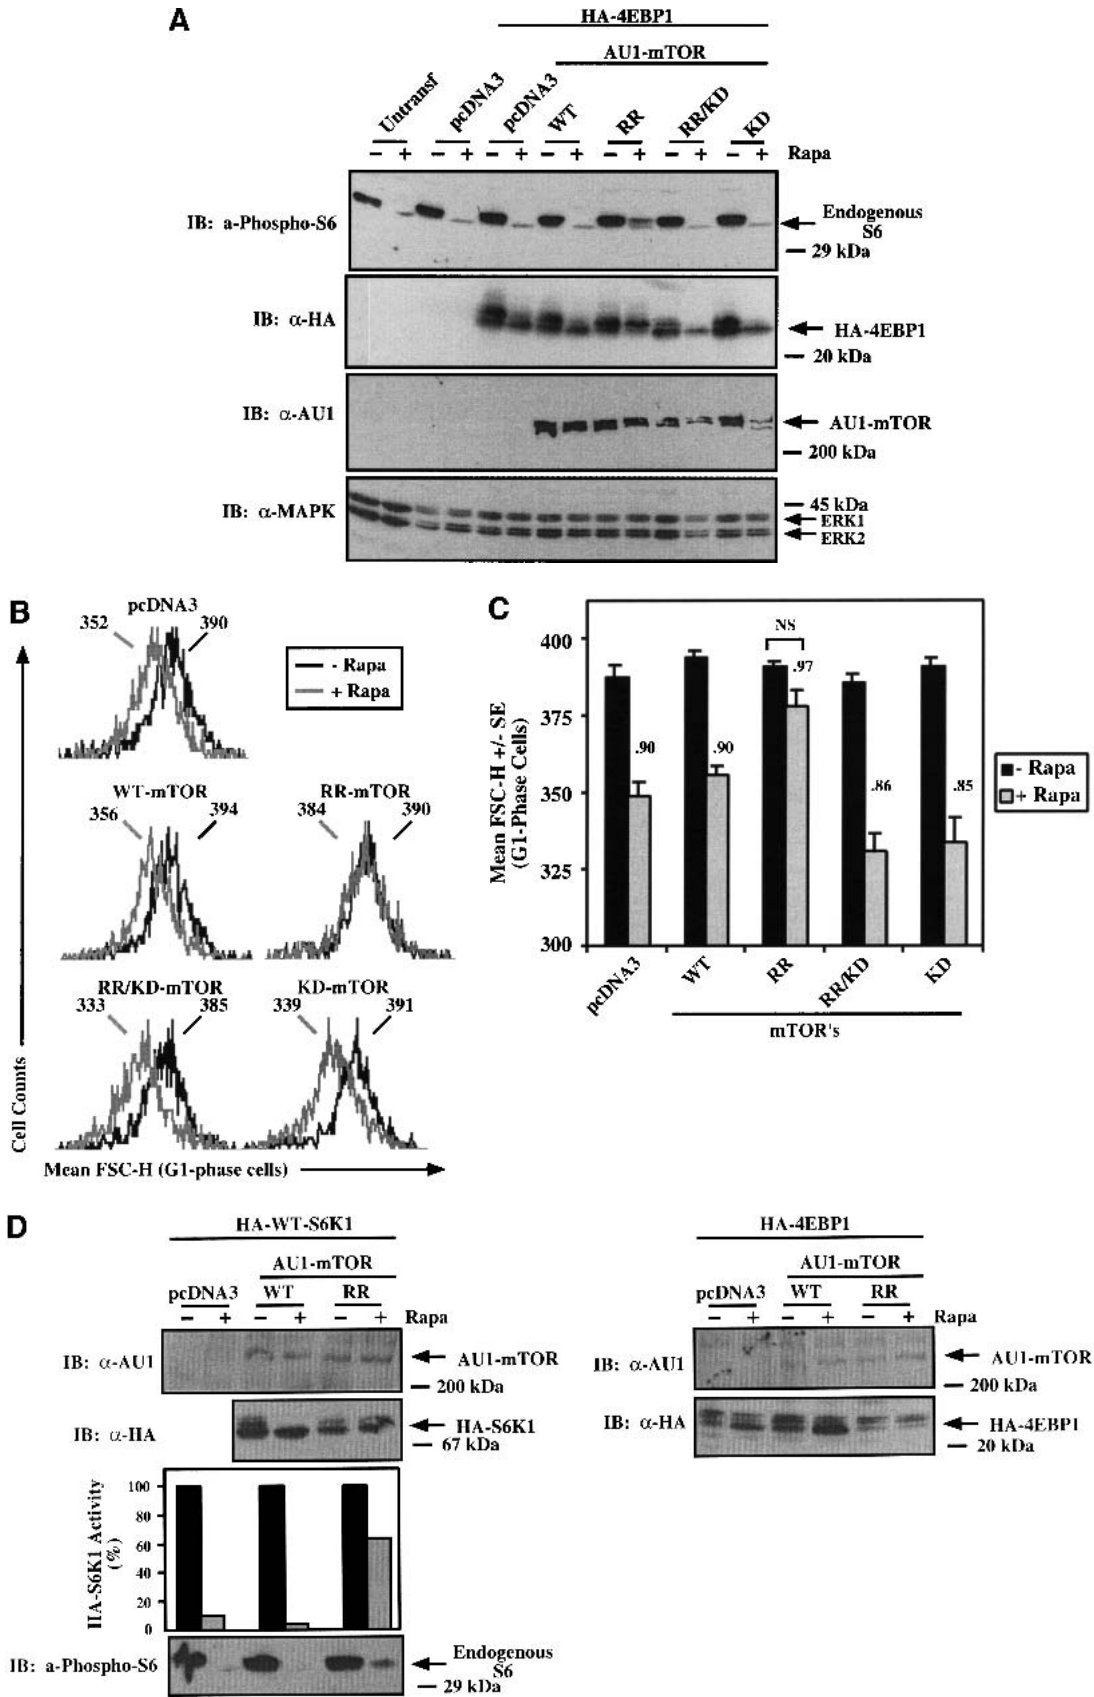 A
HA-4EBP1
AU1-mTOR
Untransf
pcDNA3
pcDNA3
WT
RR
RR/KD
KD
− + − + − + − + − + − + − + Rapa
IB: a-Phospho-S6
Endogenous
S6
29 kDa
IB: α-HA
HA-4EBP1
20 kDa
IB: α-AU1
AU1-mTOR
200 kDa
IB: α-MAPK
45 kDa
ERK1
ERK2
B
pcDNA3
352
390
- Rapa
+ Rapa
WT-mTOR
356
394
RR-mTOR
384
390
RR/KD-mTOR
333
385
KD-mTOR
339
391
Cell Counts
Mean FSC-H (G1-phase cells)
C
Mean FSC-H +/- SE
(G1-Phase Cells)
400
375
350
325
300
NS
.90
.90
.97
.86
.85
- Rapa
+ Rapa
pcDNA3
WT
RR
RR/KD
KD
mTOR's
D
HA-WT-S6K1
AU1-mTOR
pcDNA3 WT RR
− + − + − + Rapa
IB: α-AU1
AU1-mTOR
200 kDa
IB: α-HA
HA-S6K1
67 kDa
HA-S6K1 Activity
(%)
100
80
60
40
20
0
IB: a-Phospho-S6
Endogenous
S6
29 kDa
HA-4EBP1
AU1-mTOR
pcDNA3 WT RR
− + − + − + Rapa
IB: α-AU1
AU1-mTOR
200 kDa
IB: α-HA
HA-4EBP1
20 kDa